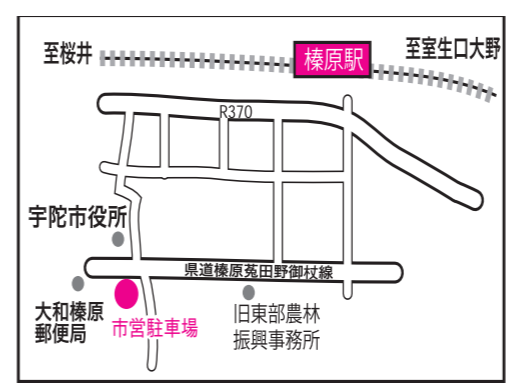 至桜井
榛原駅
至室生口大野
R370
宇陀市役所
県道榛原菟田野御杖線
大和榛原
郵便局
市営駐車場
旧東部農林
振興事務所